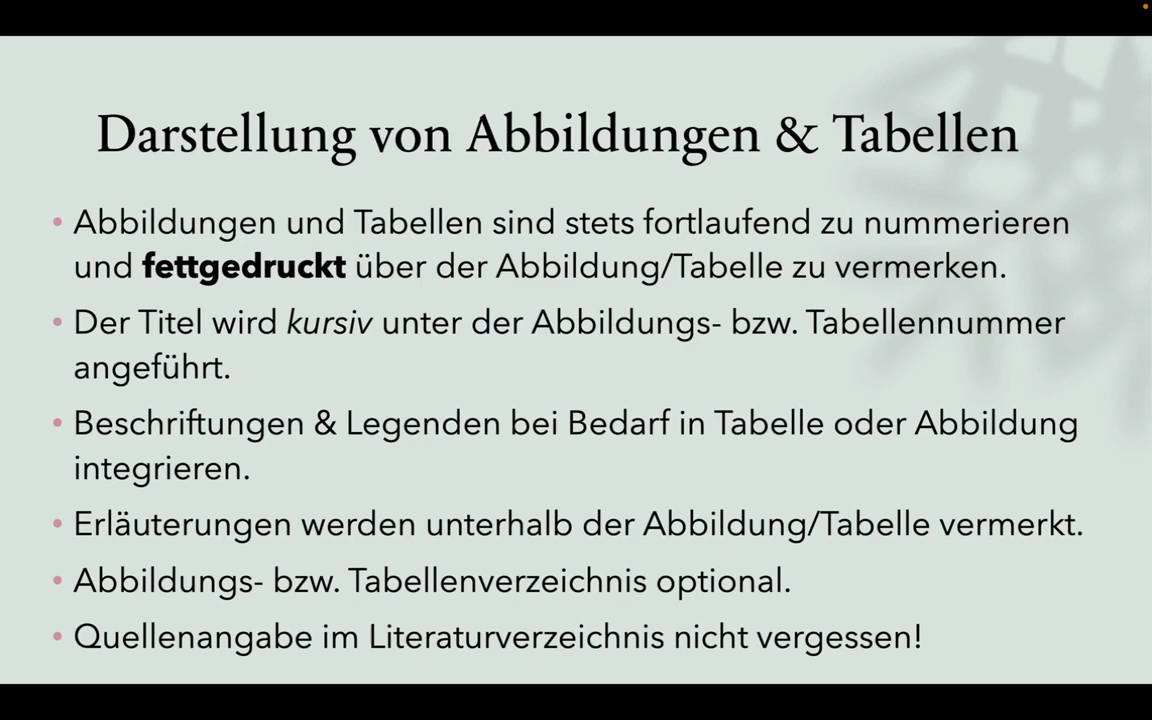 Darstellung von Abbildungen & Tabellen
• Abbildungen und Tabellen sind stets fortlaufend zu nummerieren
und fettgedruckt über der Abbildung/Tabelle zu vermerken.
• Der Titel wird kursiv unter der Abbildungs- bzw. Tabellennummer
angeführt.
• Beschriftungen & Legenden bei Bedarf in Tabelle oder Abbildung
integrieren.
• Erläuterungen werden unterhalb der Abbildung/Tabelle vermerkt.
• Abbildungs- bzw. Tabellenverzeichnis optional.
• Quellenangabe im Literaturverzeichnis nicht vergessen!